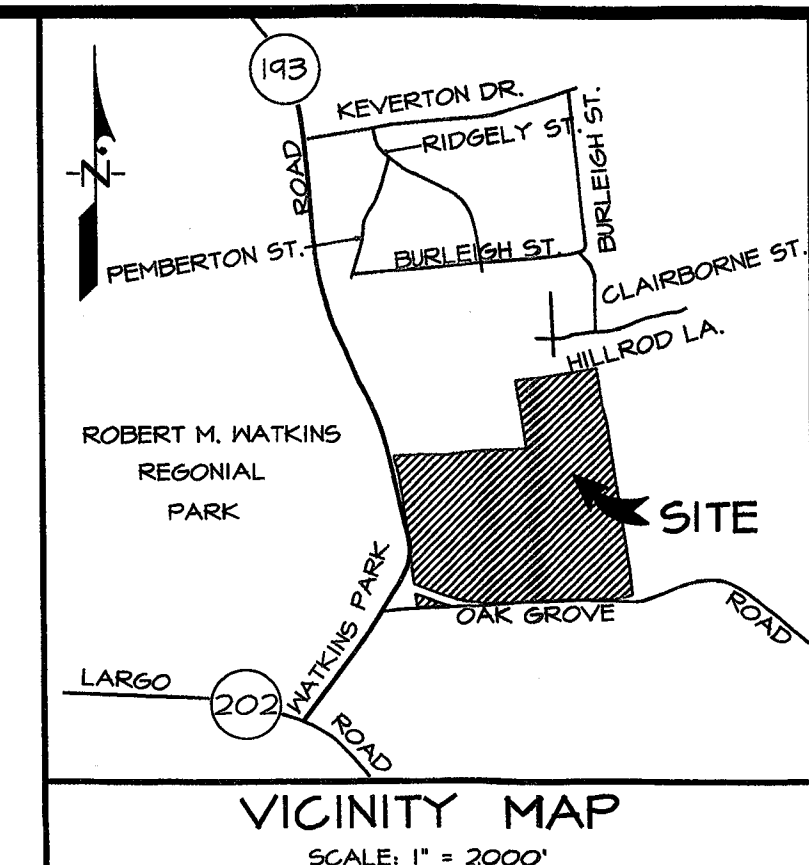 193
KEVERTON DR.
RIDGELY ST.
BURLEIGH ST.
ROAD
N
PEMBERTON ST.
BURLEIGH ST.
CLAIRBORNE ST.
HILLROD LA.
ROBERT M. WATKINS
REGONIAL
PARK
SITE
WATKINS PARK
OAK GROVE
ROAD
LARGO
202
ROAD
VICINITY MAP
SCALE: 1" = 2000'